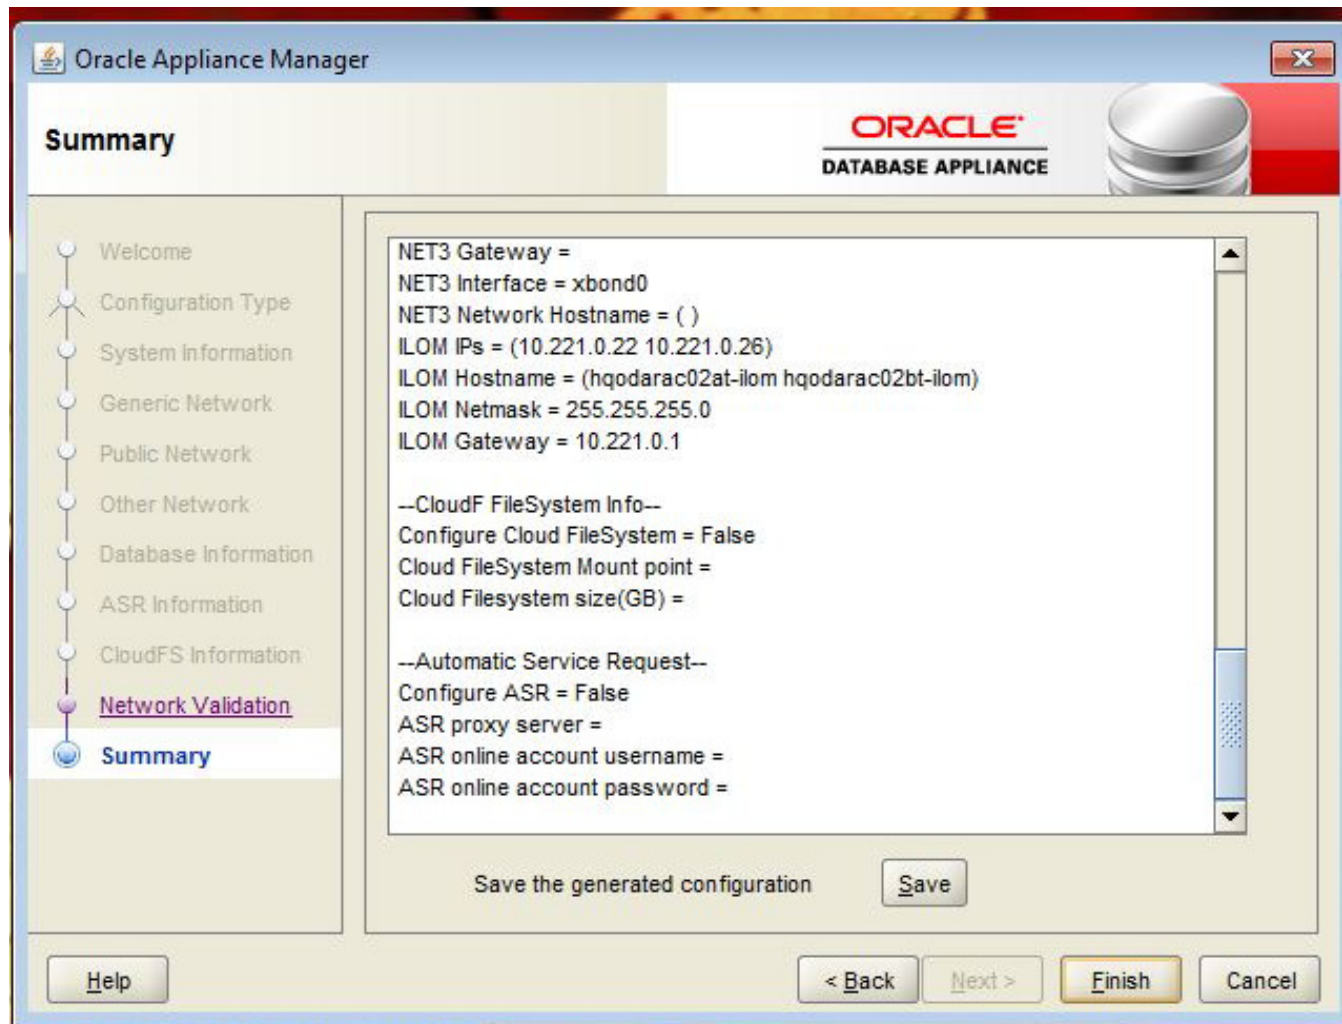 Oracle Appliance Manager
Summary
ORACLE
DATABASE APPLIANCE
Welcome
Configuration Type
System Information
Generic Network
Public Network
Other Network
Database Information
ASR Information
CloudFS Information
Network Validation
Summary
NET3 Gateway =
NET3 Interface = xbond0
NET3 Network Hostname = ( )
ILOM IPs = (10.221.0.22 10.221.0.26)
ILOM Hostname = (hqodarac02at-ilom hqodarac02bt-ilom)
ILOM Netmask = 255.255.255.0
ILOM Gateway = 10.221.0.1
--CloudF FileSystem Info--
Configure Cloud FileSystem = False
Cloud FileSystem Mount point =
Cloud Filesystem size(GB) =
--Automatic Service Request--
Configure ASR = False
ASR proxy server =
ASR online account username =
ASR online account password =
Save the generated configuration
Save
Help
< Back
Next >
Finish
Cancel